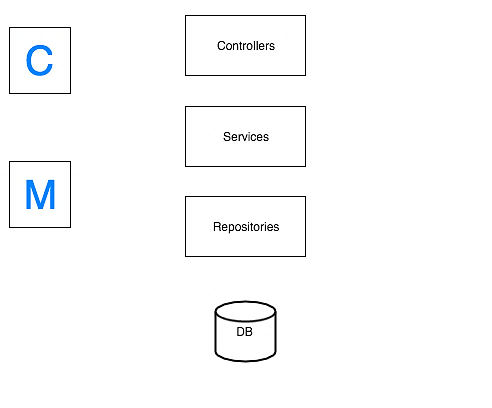 C
Controllers
Services
M
Repositories
DB